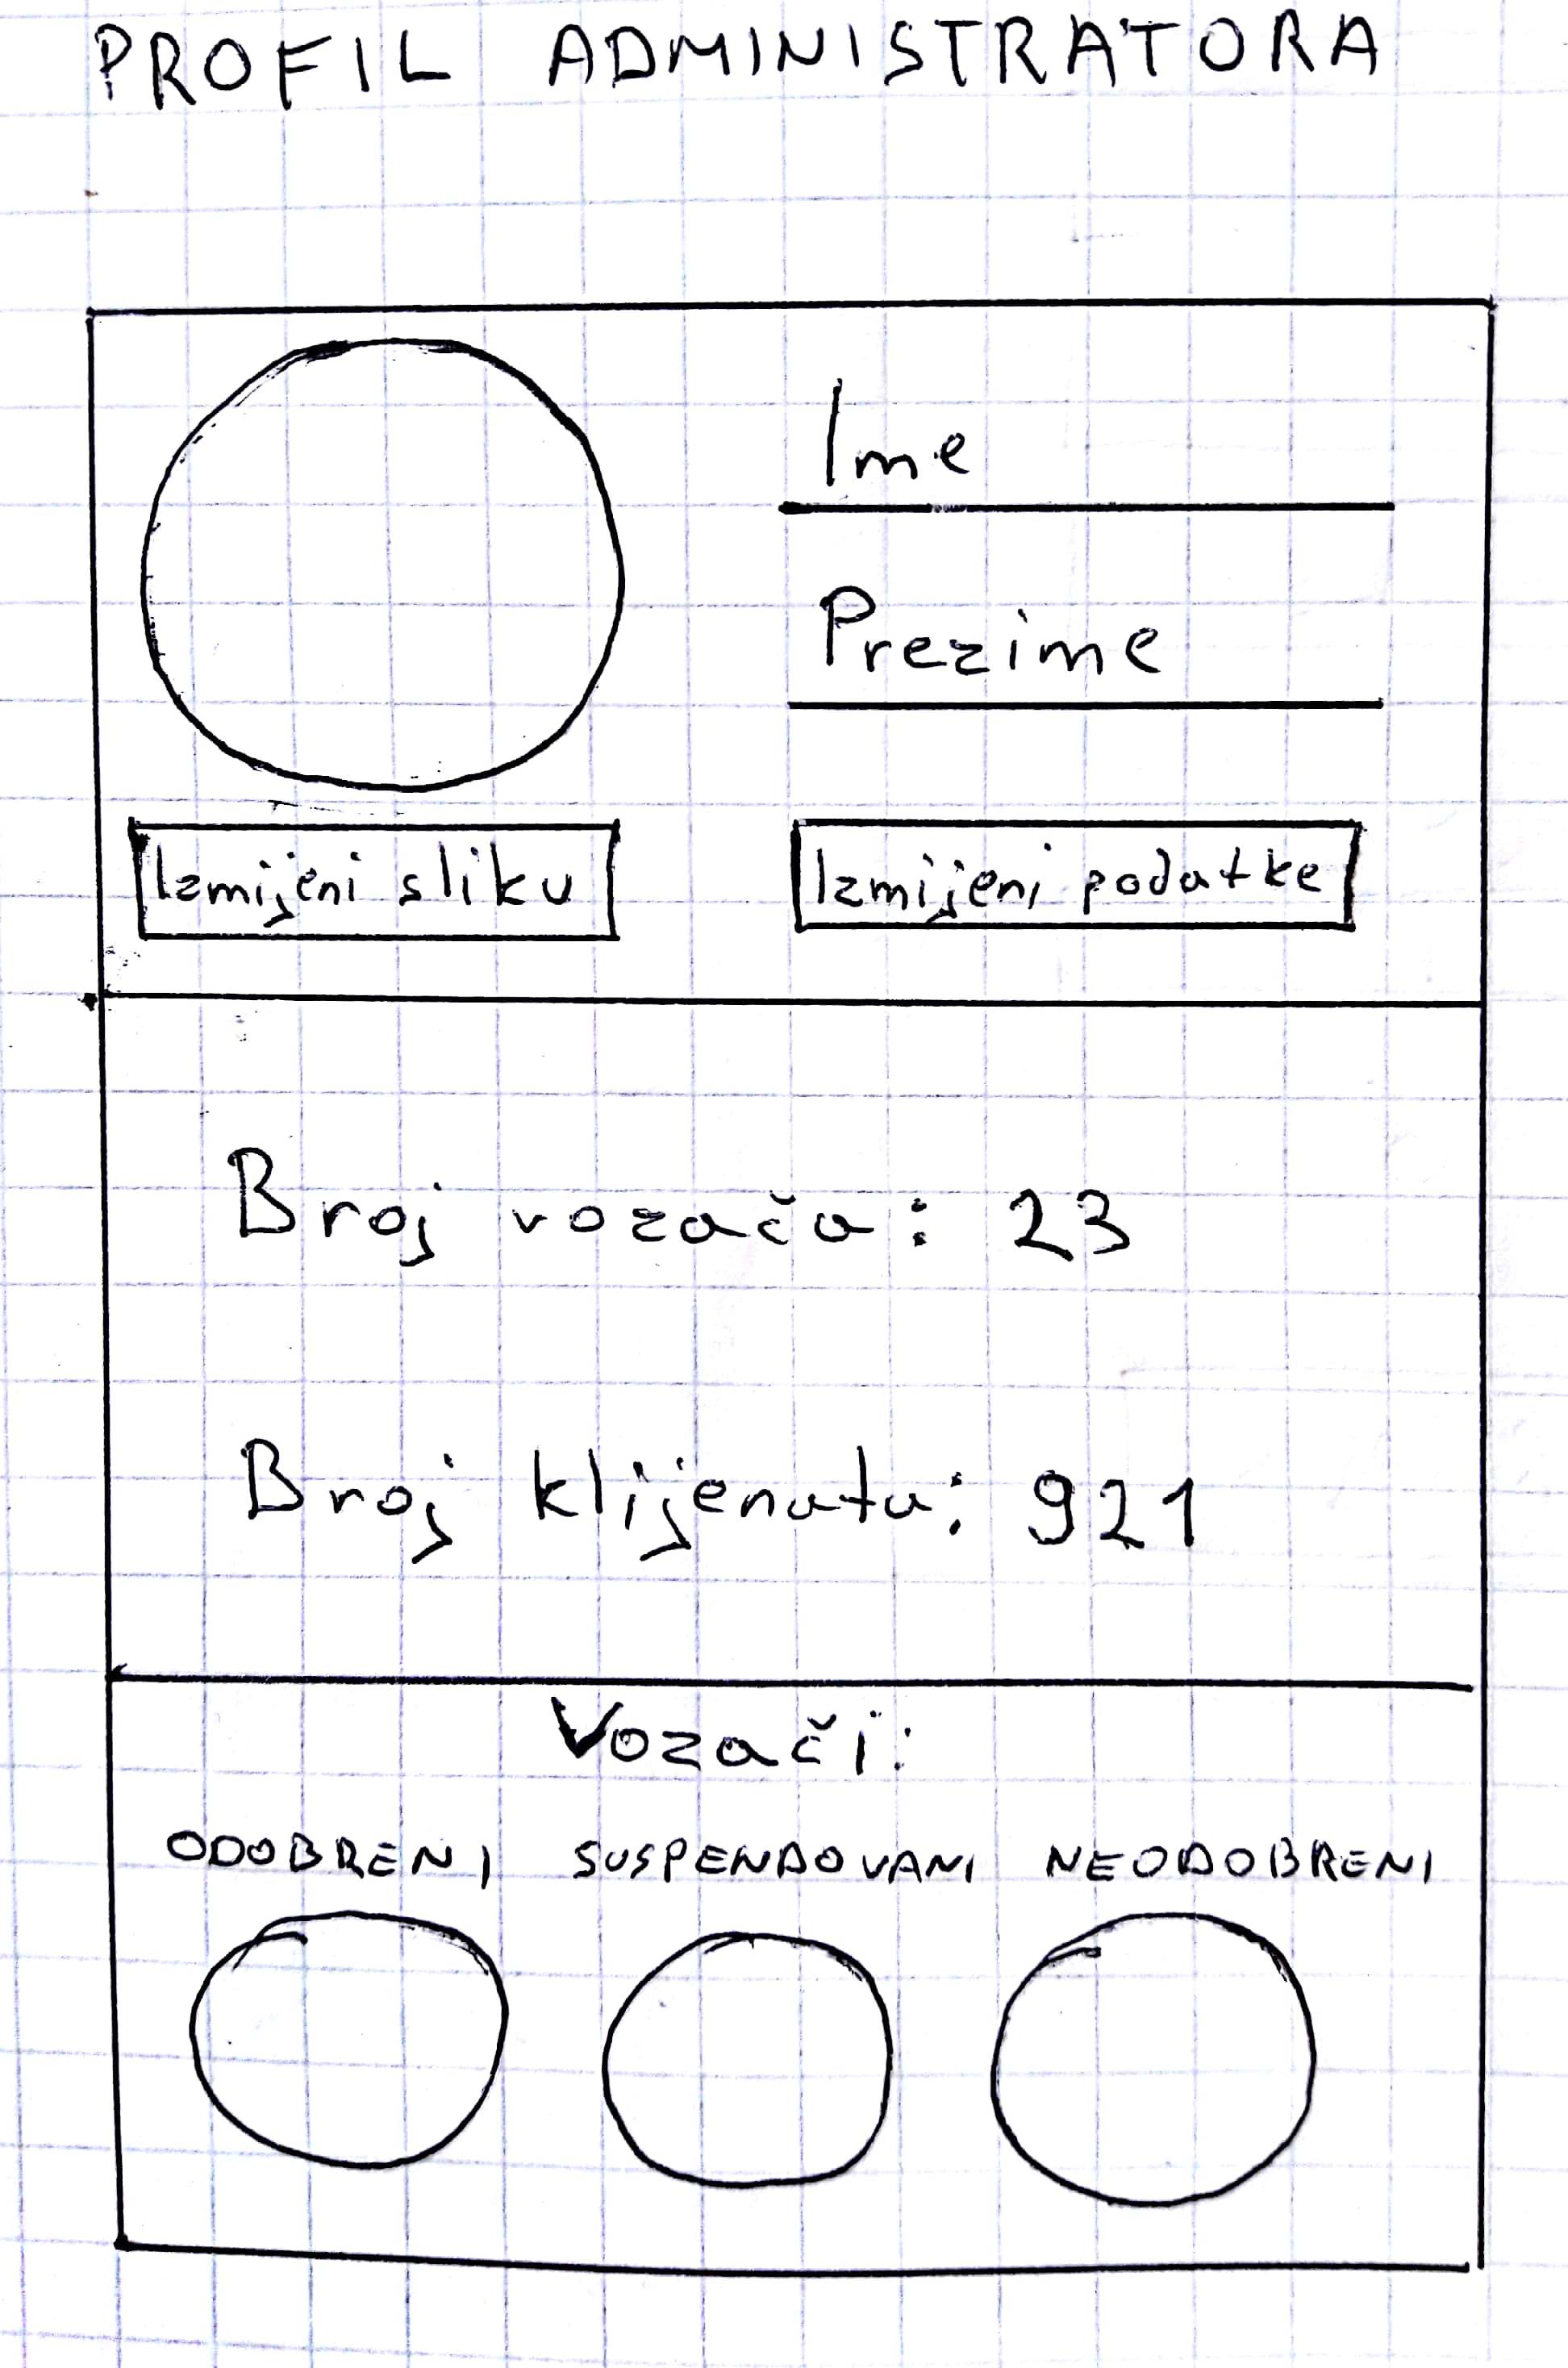 PROFIL ADMINISTRATORA
Ime
Prezime
Izmijeni sliku
Izmijeni podatke
Broj vozača: 23
Broj klijenata: 921
Vozači:
ODOBRENI SUSPENDOVANI NEODOBRENI